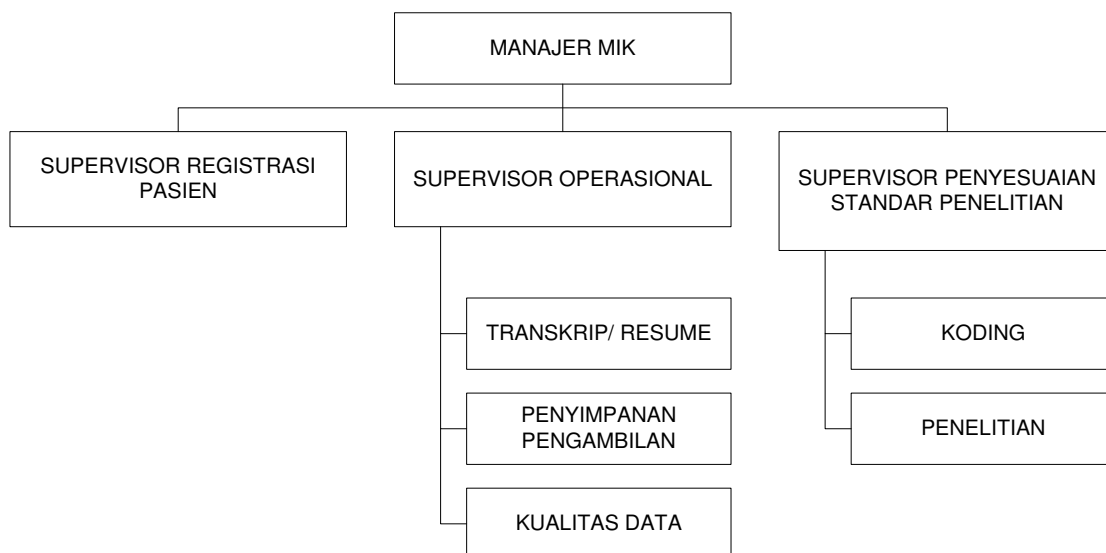 MANAJER MIK
SUPERVISOR REGISTRASI
PASIEN
SUPERVISOR OPERASIONAL
SUPERVISOR PENYESUAIAN
STANDAR PENELITIAN
TRANSKRIP/ RESUME
PENYIMPANAN
PENGAMBILAN
KUALITAS DATA
KODING
PENELITIAN